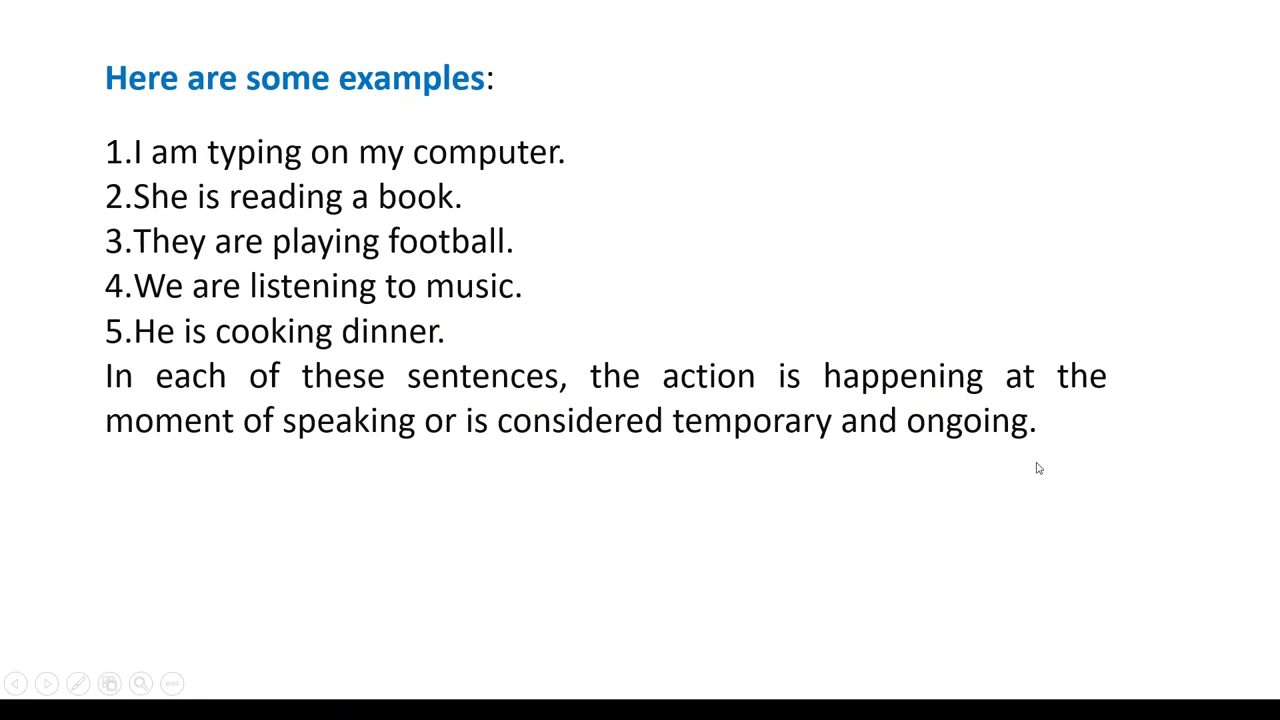 Here are some examples:
1.I am typing on my computer.
2.She is reading a book.
3.They are playing football.
4.We are listening to music.
5.He is cooking dinner.
In each of these sentences, the action is happening at the
moment of speaking or is considered temporary and ongoing.